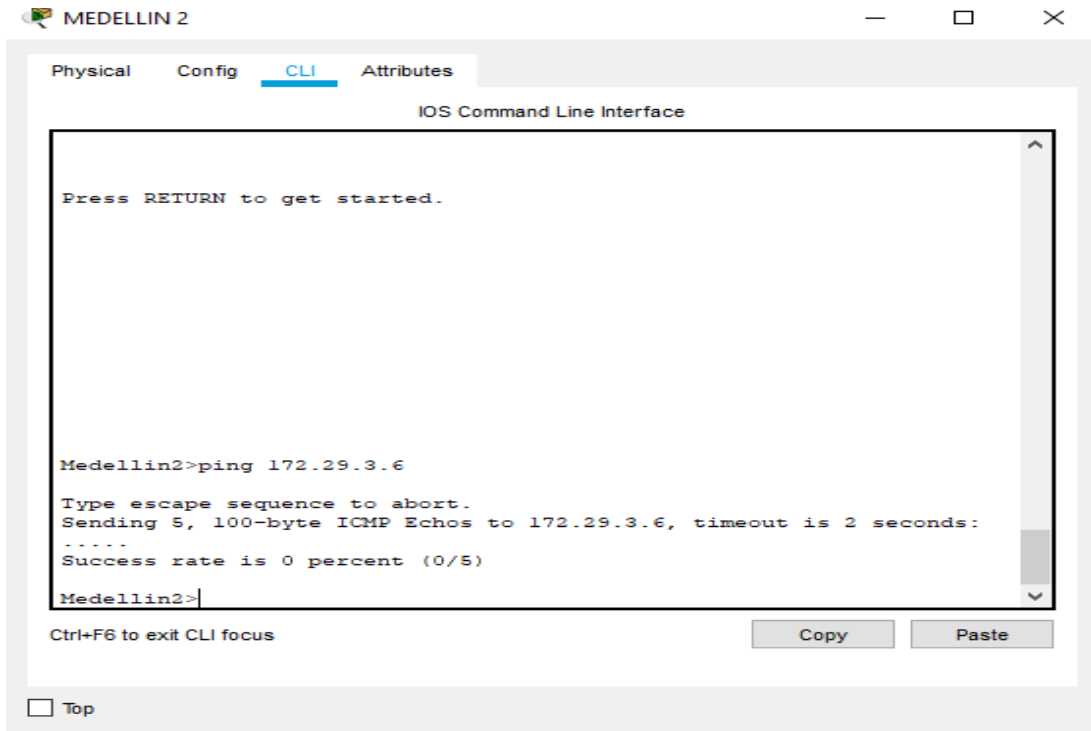 MEDELLIN 2
Physical Config CLI Attributes
IOS Command Line Interface
Press RETURN to get started.
Medellin2>ping 172.29.3.6
Type escape sequence to abort.
Sending 5, 100-byte ICMP Echos to 172.29.3.6, timeout is 2 seconds:
.....
Success rate is 0 percent (0/5)
Medellin2>
Ctrl+F6 to exit CLI focus
Copy Paste
Top